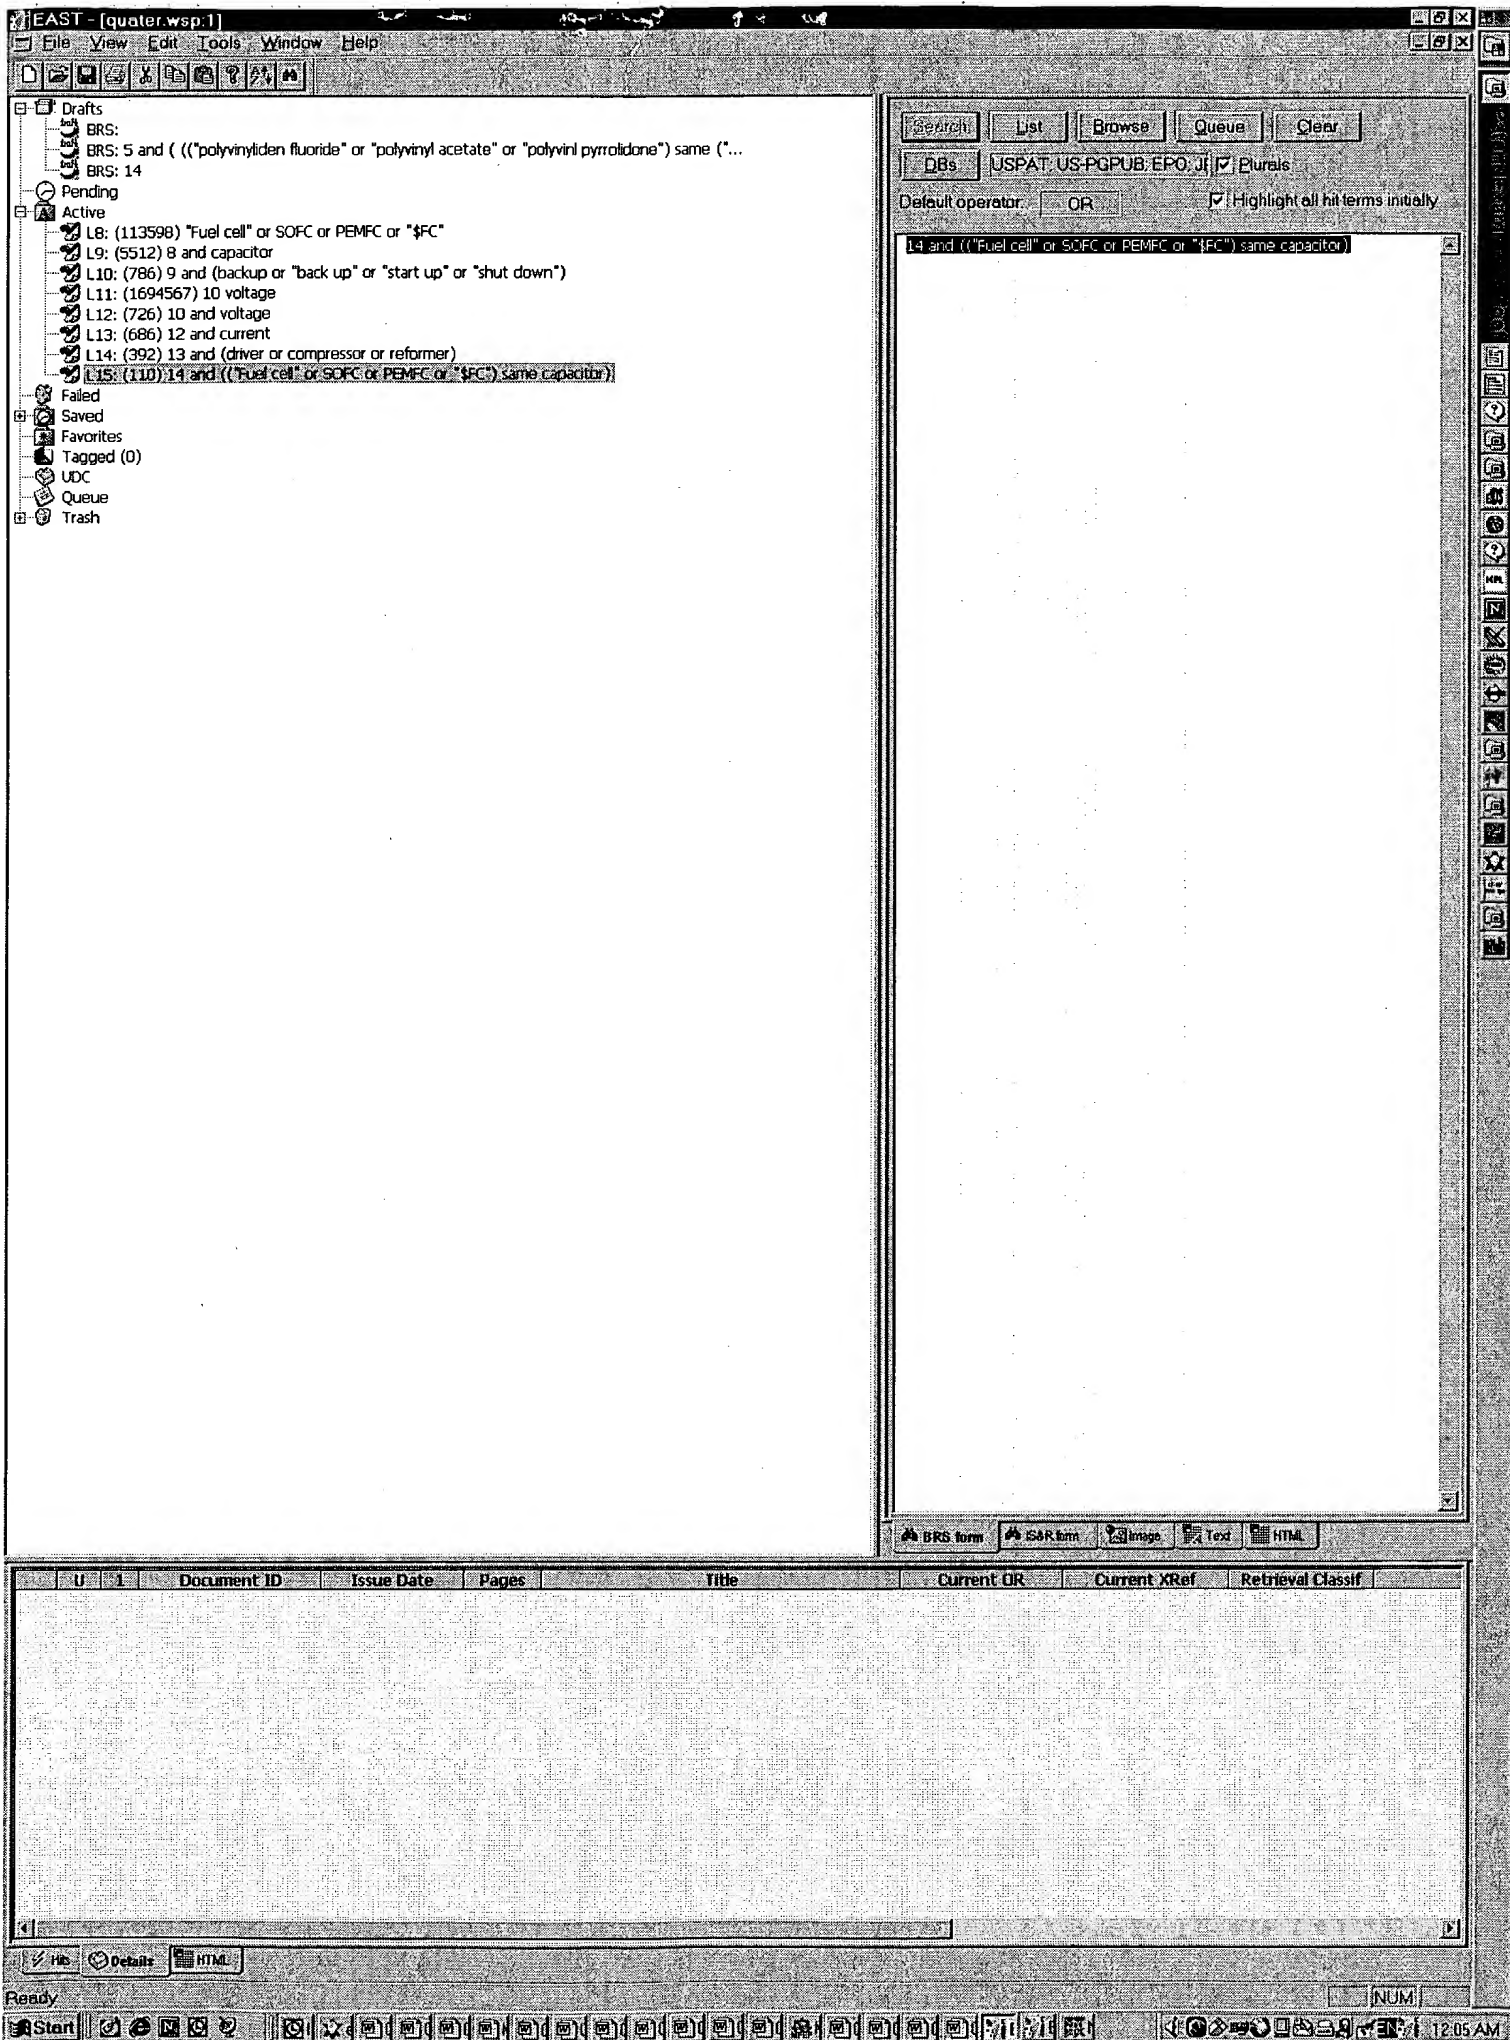 EAST - [quater.wsp:1]
File View Edit Tools Window Help
Drafts
BRS:
BRS: 5 and ( (("polyvinyliden fluoride" or "polyvinyl acetate" or "polyvinl pyrrolidone") same ("...
BRS: 14
Pending
Active
L8: (113598) "Fuel cell" or SOFC or PEMFC or "$FC"
L9: (5512) 8 and capacitor
L10: (786) 9 and (backup or "back up" or "start up" or "shut down")
L11: (1694567) 10 voltage
L12: (726) 10 and voltage
L13: (686) 12 and current
L14: (392) 13 and (driver or compressor or reformer)
L15: (110) 14 and (("Fuel cell" or SOFC or PEMFC or "$FC") same capacitor)
Failed
Saved
Favorites
Tagged (0)
UDC
Queue
Trash
Search List Browse Queue Clear
DBs USPAT; US-PGPUB; EPO; J Plurals
Default operator: OR Highlight all hit terms initially
14 and (("Fuel cell" or SOFC or PEMFC or "$FC") same capacitor)
BRS form IS&R form Image Text HTML
U 1 Document ID Issue Date Pages Title Current OR Current XRef Retrieval Classif
Hits Details HTML
Ready NUM
Start 12:05 AM